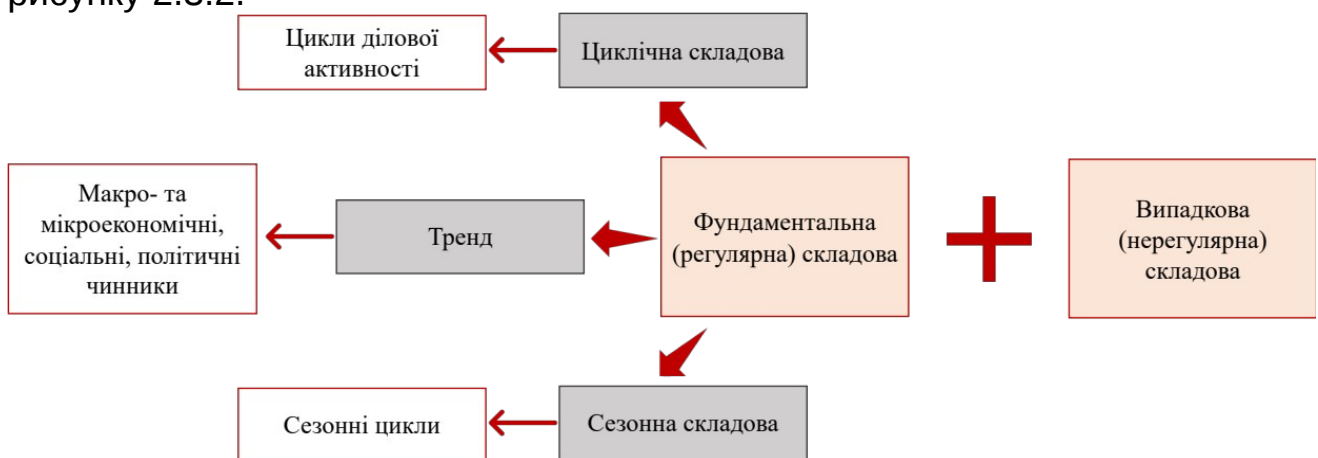 рисунку 2.3.2.
Цикли ділової
активності
Циклічна складова
Макро- та
мікроекономічні,
соціальні, політичні
чинники
Тренд
Фундаментальна
(регулярна) складова
Випадкова
(нерегулярна)
складова
Сезонні цикли
Сезонна складова